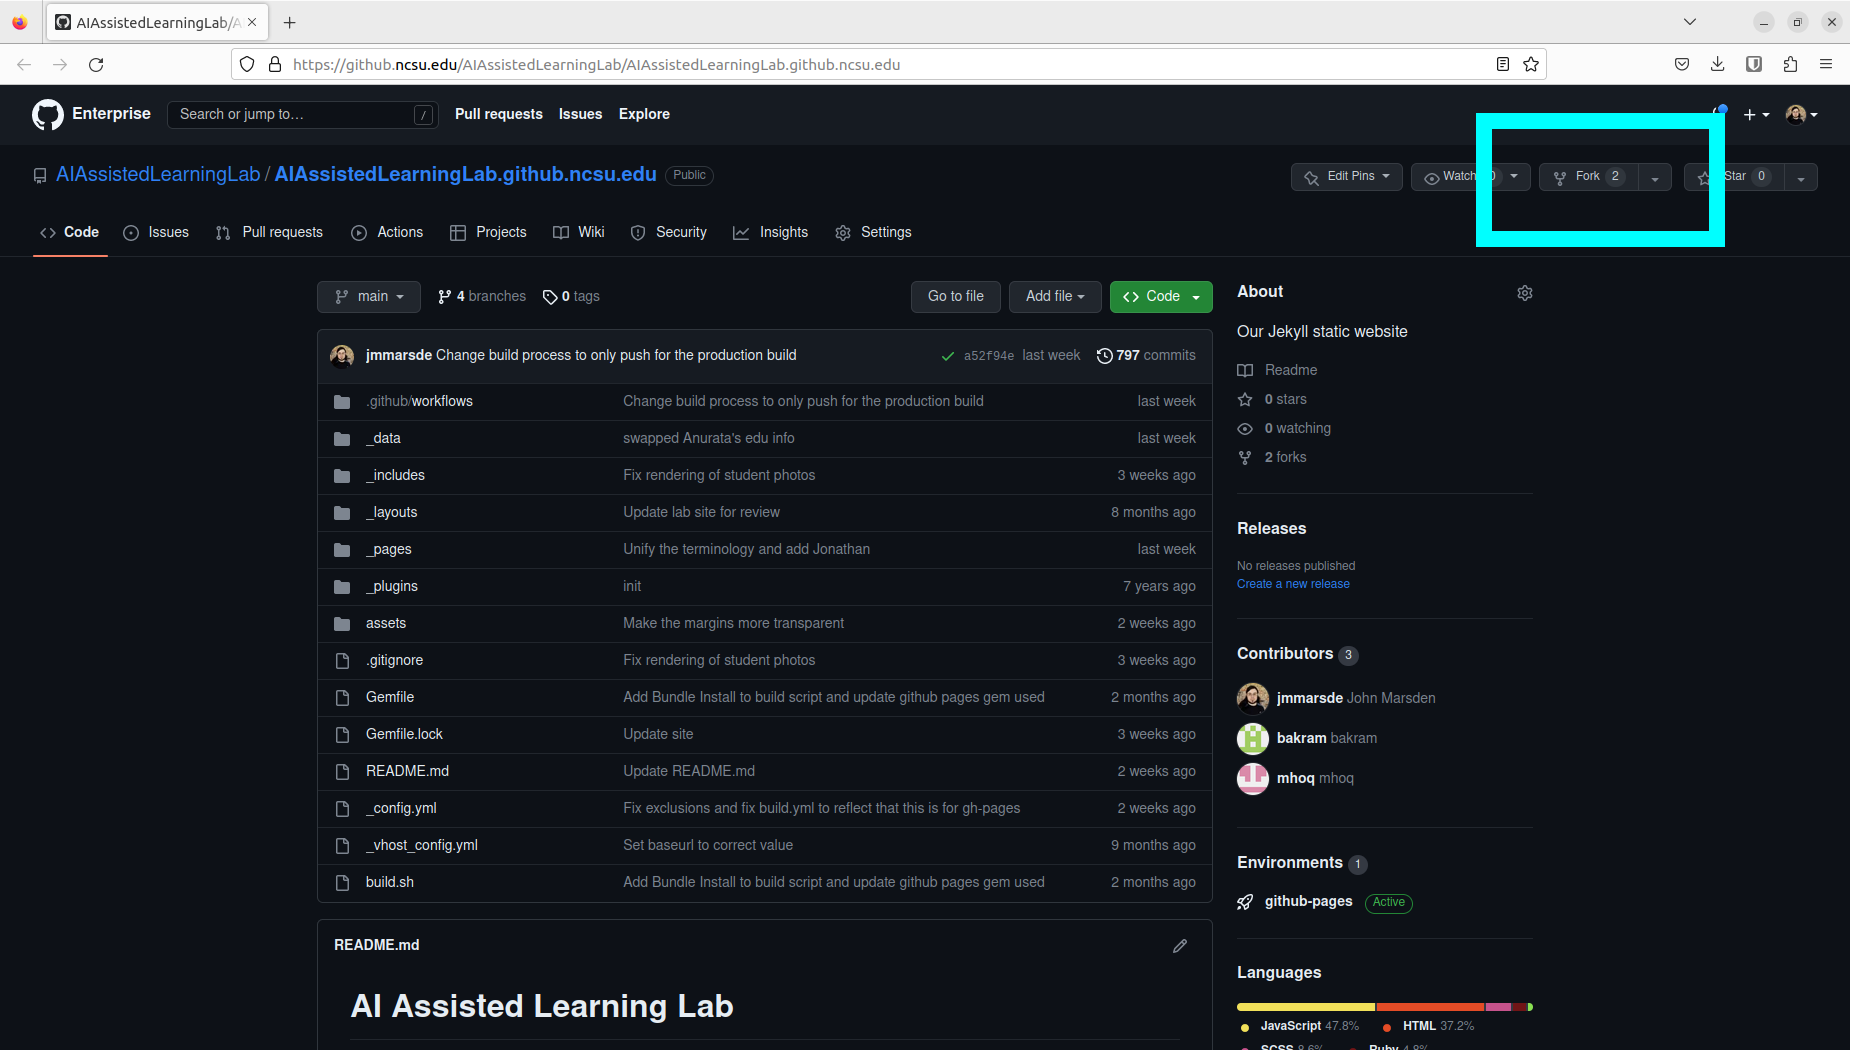 AIAssistedLearningLab/A
https://github.ncsu.edu/AIAssistedLearningLab/AIAssistedLearningLab.github.ncsu.edu
Enterprise Search or jump to… / Pull requests Issues Explore
AIAssistedLearningLab / AIAssistedLearningLab.github.ncsu.edu Public Edit Pins Watch 0 Fork 2 Star 0
Code Issues Pull requests Actions Projects Wiki Security Insights Settings
main 4 branches 0 tags Go to file Add file Code
jmmarsde Change build process to only push for the production build a52f94e last week 797 commits
.github/workflows Change build process to only push for the production build last week
_data swapped Anurata's edu info last week
_includes Fix rendering of student photos 3 weeks ago
_layouts Update lab site for review 8 months ago
_pages Unify the terminology and add Jonathan last week
_plugins init 7 years ago
assets Make the margins more transparent 2 weeks ago
.gitignore Fix rendering of student photos 3 weeks ago
Gemfile Add Bundle Install to build script and update github pages gem used 2 months ago
Gemfile.lock Update site 3 weeks ago
README.md Update README.md 2 weeks ago
_config.yml Fix exclusions and fix build.yml to reflect that this is for gh-pages 2 weeks ago
_vhost_config.yml Set baseurl to correct value 9 months ago
build.sh Add Bundle Install to build script and update github pages gem used 2 months ago
README.md
AI Assisted Learning Lab
About
Our Jekyll static website
Readme
0 stars
0 watching
2 forks
Releases
No releases published
Create a new release
Contributors 3
jmmarsde John Marsden
bakram bakram
mhoq mhoq
Environments 1
github-pages Active
Languages
JavaScript 47.8% HTML 37.2%
SCSS 8.6% Ruby 4.8%